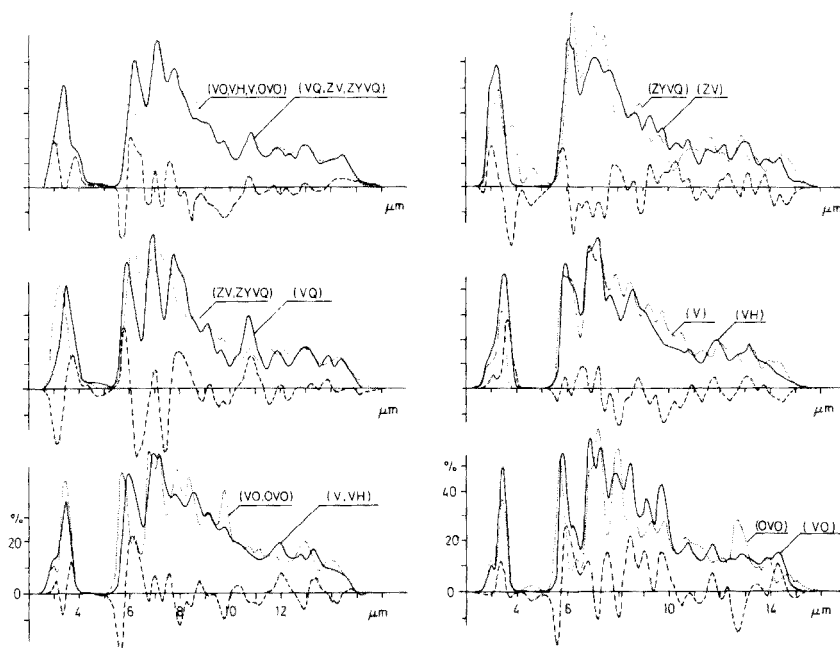 (VO,VH,V,OVO) (VQ,ZV,ZYVQ)
μm
(ZYVQ) (ZV)
μm
(ZV,ZYVQ) (VQ)
μm
(V) (VH)
μm
(VO,OVO) (V,VH)
%
20
0
4 6 8 10 12
μm
%
40
20
0
(OVO) (VO)
4 6 8 10 14
μm